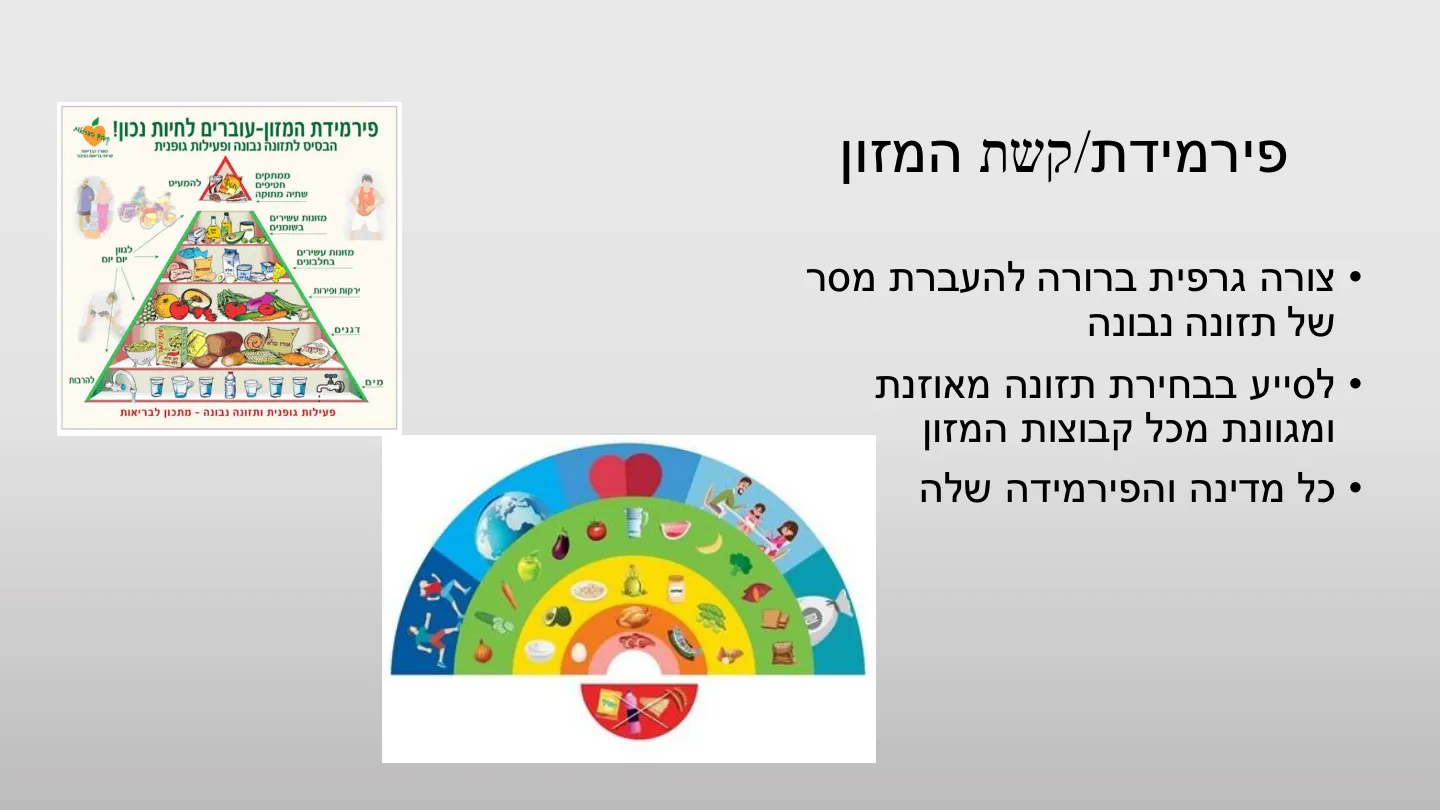 פירמידת/קשת המזון
• צורה גרפית ברורה להעברת מסר
של תזונה נבונה
• לסייע בבחירת תזונה מאוזנת
ומגוונת מכל קבוצות המזון
• כל מדינה והפירמידה שלה
פירמידת המזון-עוברים לחיות נכון!
הבסיס לתזונה נבונה ופעילות גופנית
ממתקים
חטיפים
שתיה מתוקה
להמעיט
מזונות עשירים
בשומנים
לגוון
יום יום
מזונות עשירים
בחלבונים
ירקות ופירות
דגנים
להרבות
מים
פעילות גופנית ותזונה נבונה - מתכון לבריאות